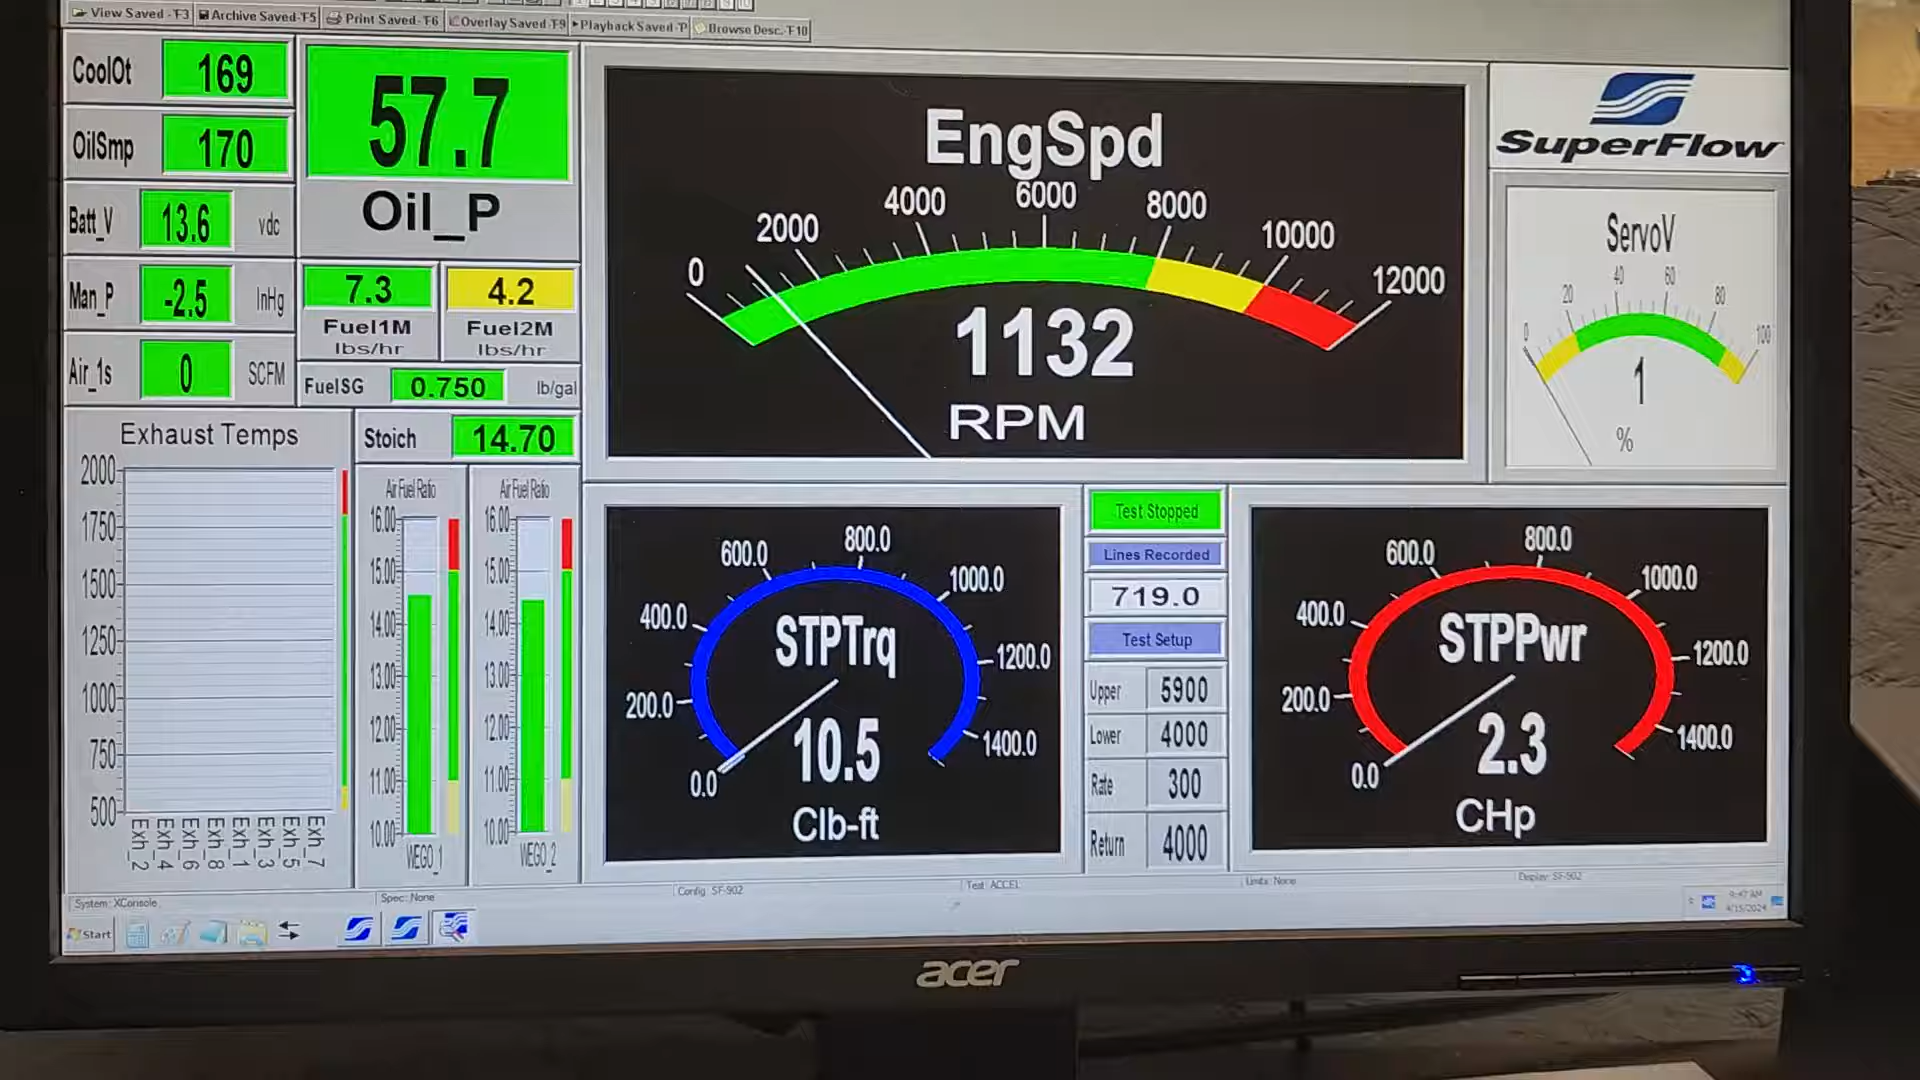 View Saved -F3 Archive Saved-F5 Print Saved -F6 Overlay Saved-F9 Playback Saved-P Browse Desc.-F10
CoolOt 169
OilSmp 170
Batt_V 13.6 vdc
Man_P -2.5 InHg
Air_1s 0 SCFM
57.7
Oil_P
7.3
Fuel1M
lbs/hr
4.2
Fuel2M
lbs/hr
FuelSG 0.750 lb/gal
Stoich 14.70
EngSpd
0 2000 4000 6000 8000 10000 12000
1132
RPM
SuperFlow
ServoV
0 20 40 60 80 100
1
%
Exhaust Temps
2000
1750
1500
1250
1000
750
500
Exh_2 Exh_4 Exh_6 Exh_8 Exh_1 Exh_3 Exh_5 Exh_7
Air Fuel Ratio
16.00
15.00
14.00
13.00
12.00
11.00
10.00
WEGO_1
Air Fuel Ratio
16.00
15.00
14.00
13.00
12.00
11.00
10.00
WEGO_2
0.0 200.0 400.0 600.0 800.0 1000.0 1200.0 1400.0
STPTrq
10.5
Clb-ft
Test Stopped
Lines Recorded
719.0
Test Setup
Upper 5900
Lower 4000
Rate 300
Return 4000
0.0 200.0 400.0 600.0 800.0 1000.0 1200.0 1400.0
STPPwr
2.3
CHp
System: XConsole Spec: None Config: SF-902 Test: ACCEL Limits: None Display: SF-902
Start
9:47 AM
4/15/2024
acer